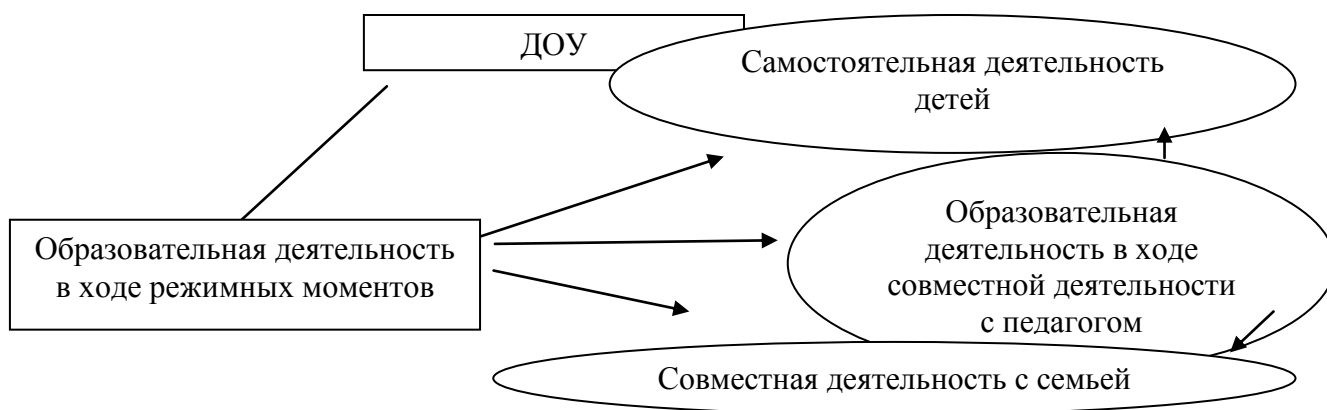 ДОУ
Самостоятельная деятельность
детей
Образовательная деятельность
в ходе режимных моментов
Образовательная
деятельность в ходе
совместной деятельности
с педагогом
Совместная деятельность с семьей